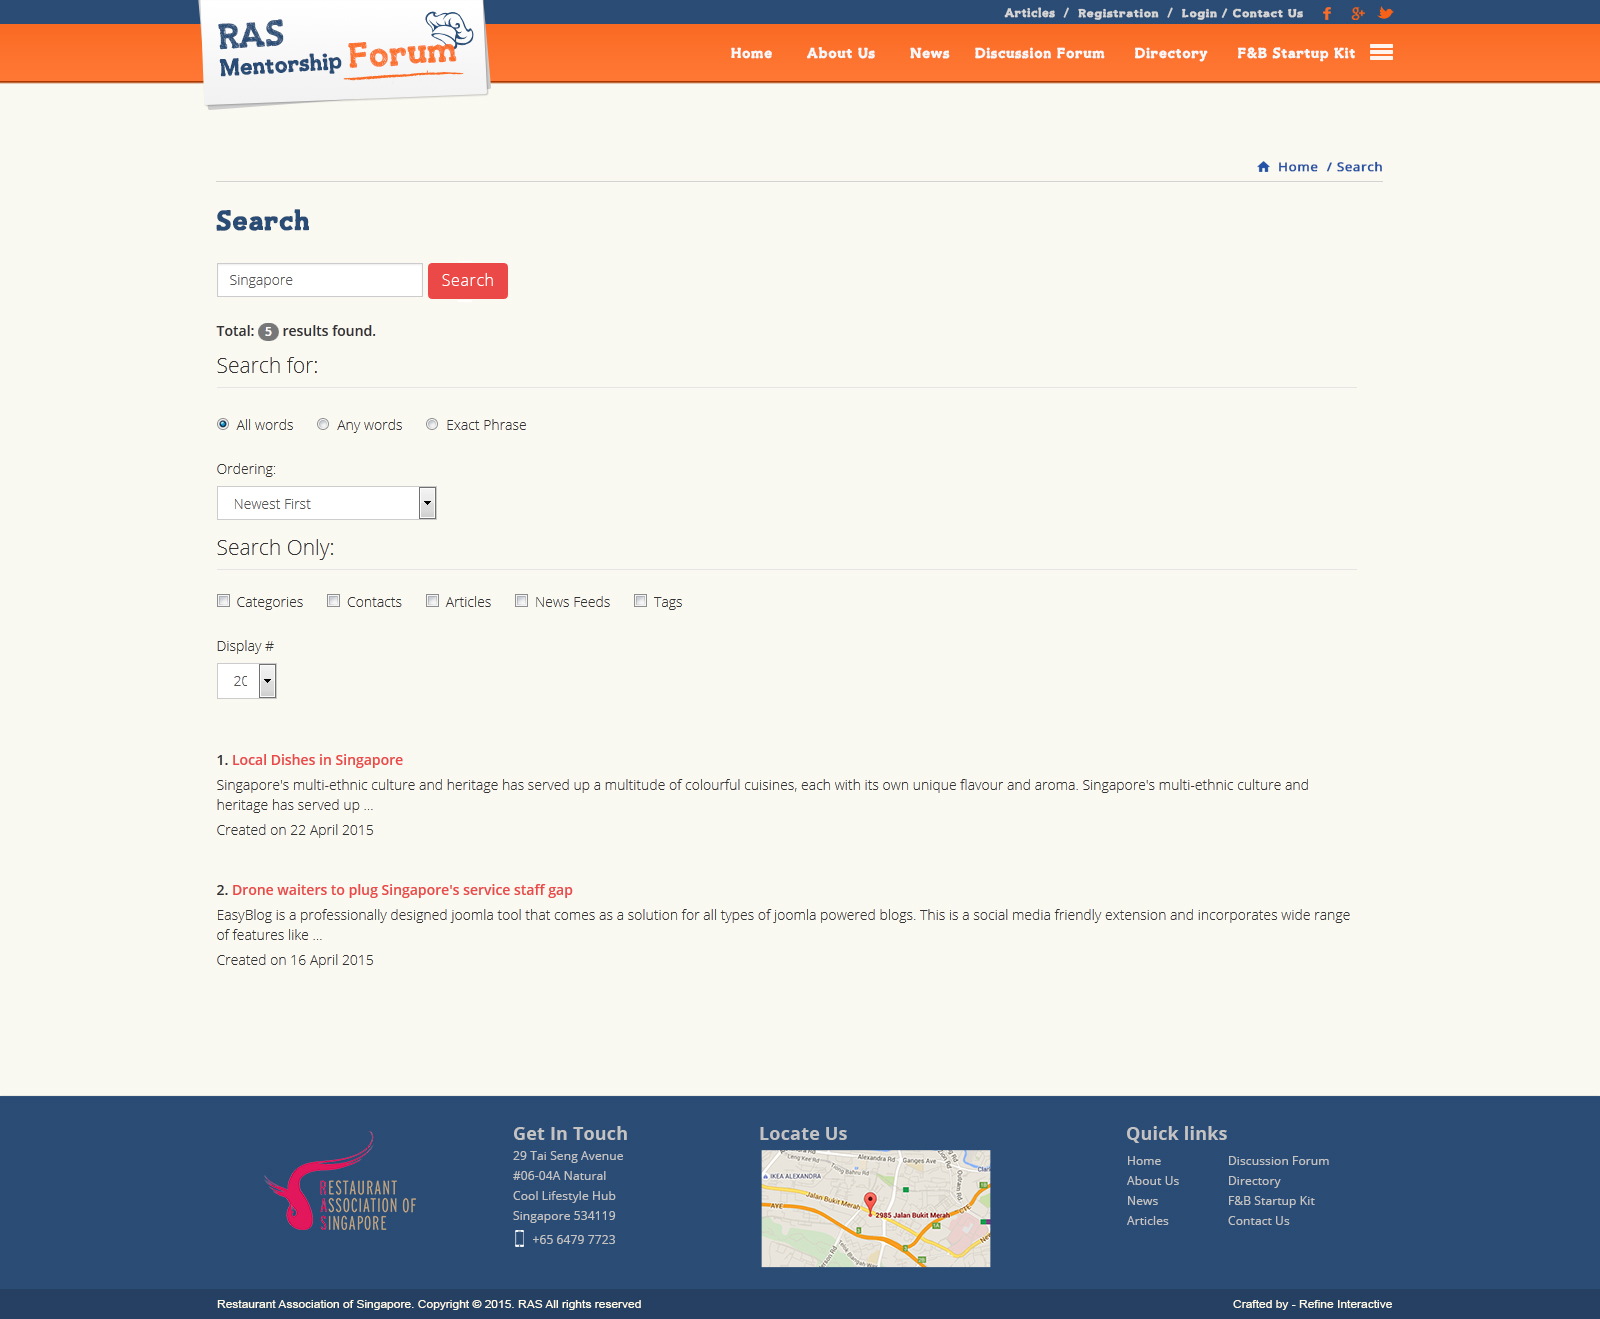 Articles / Registration / Login / Contact Us
RAS
Mentorship Forum
Home About Us News Discussion Forum Directory F&B Startup Kit
Home / Search
Search
Singapore Search
Total: 5 results found.
Search for:
All words Any words Exact Phrase
Ordering:
Newest First
Search Only:
Categories Contacts Articles News Feeds Tags
Display #
20
1. Local Dishes in Singapore
Singapore's multi-ethnic culture and heritage has served up a multitude of colourful cuisines, each with its own unique flavour and aroma. Singapore's multi-ethnic culture and
heritage has served up ...
Created on 22 April 2015
2. Drone waiters to plug Singapore's service staff gap
EasyBlog is a professionally designed joomla tool that comes as a solution for all types of joomla powered blogs. This is a social media friendly extension and incorporates wide range
of features like ...
Created on 16 April 2015
RESTAURANT
ASSOCIATION OF
SINGAPORE
Get In Touch
29 Tai Seng Avenue
#06-04A Natural
Cool Lifestyle Hub
Singapore 534119
+65 6479 7723
Locate Us
Leng Kee Rd
Alexandra Rd
Ganges Ave
IKEA ALEXANDRA
Jalan Bukit Merah
AYE
2985 Jalan Bukit Merah
CTE
Outram Rd
Quick links
Home Discussion Forum
About Us Directory
News F&B Startup Kit
Articles Contact Us
Restaurant Association of Singapore. Copyright © 2015. RAS All rights reserved
Crafted by - Refine Interactive